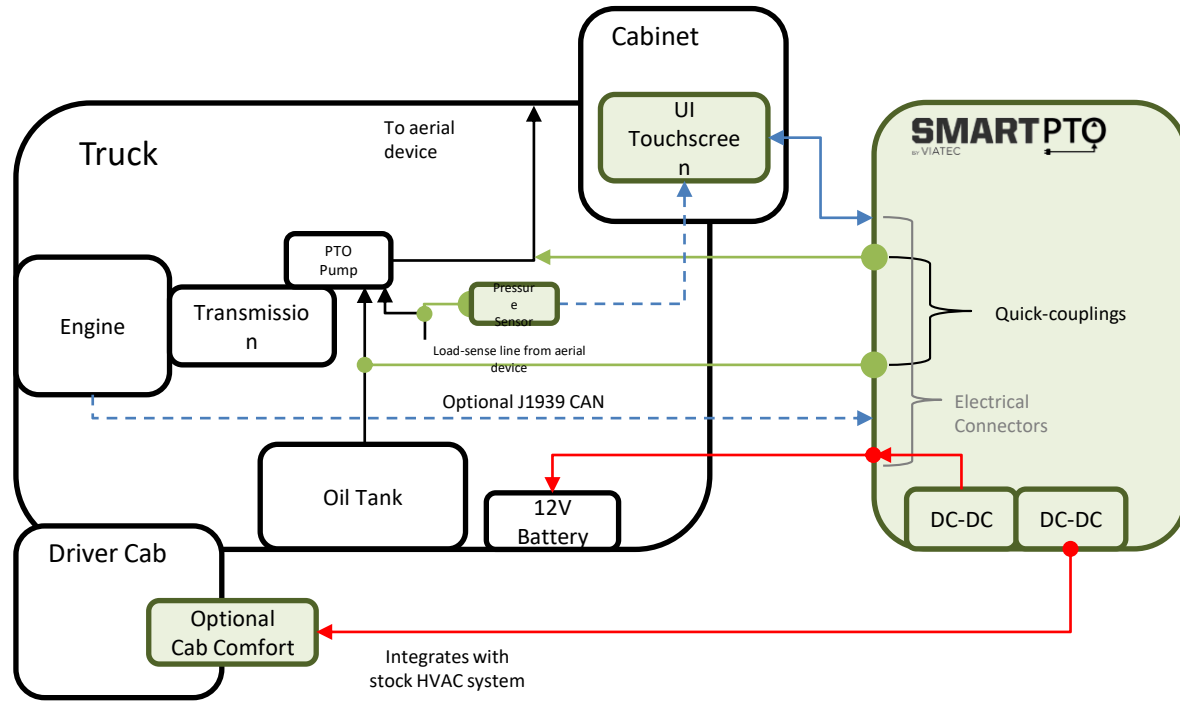 Cabinet
UI
Touchscree
n
To aerial
device
Truck
SMARTPTO
BY VIATEC
PTO
Pump
Engine
Transmissio
n
Pressur
e
Sensor
Load-sense line from aerial
device
Quick-couplings
Optional J1939 CAN
Electrical
Connectors
Oil Tank
12V
Battery
DC-DC
DC-DC
Driver Cab
Optional
Cab Comfort
Integrates with
stock HVAC system